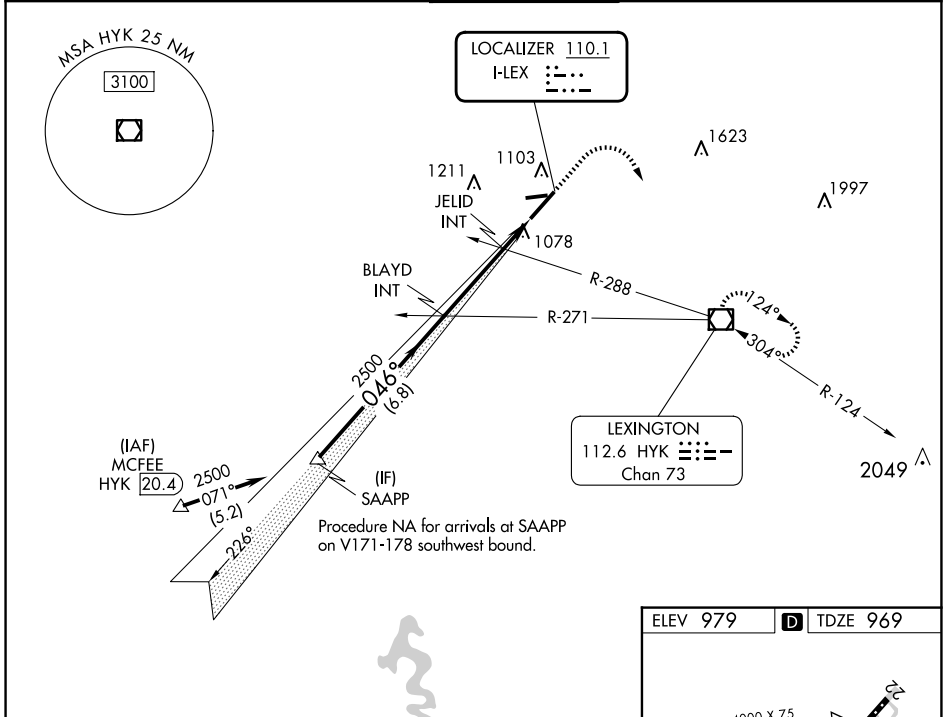 MSA HYK 25 NM
3100
LOCALIZER 110.1
I-LEX
1623
1103
1211
1997
JELID
INT
1078
BLAYD
INT
R-288
R-271
124°
304°
2500
046°
(6.8)
R-124
LEXINGTON
112.6 HYK
Chan 73
(IAF)
MCFEE
HYK 20.4
2500
071°
(5.2)
(IF)
SAAPP
2049
226°
Procedure NA for arrivals at SAAPP
on V171-178 southwest bound.
ELEV 979 D TDZE 969
22